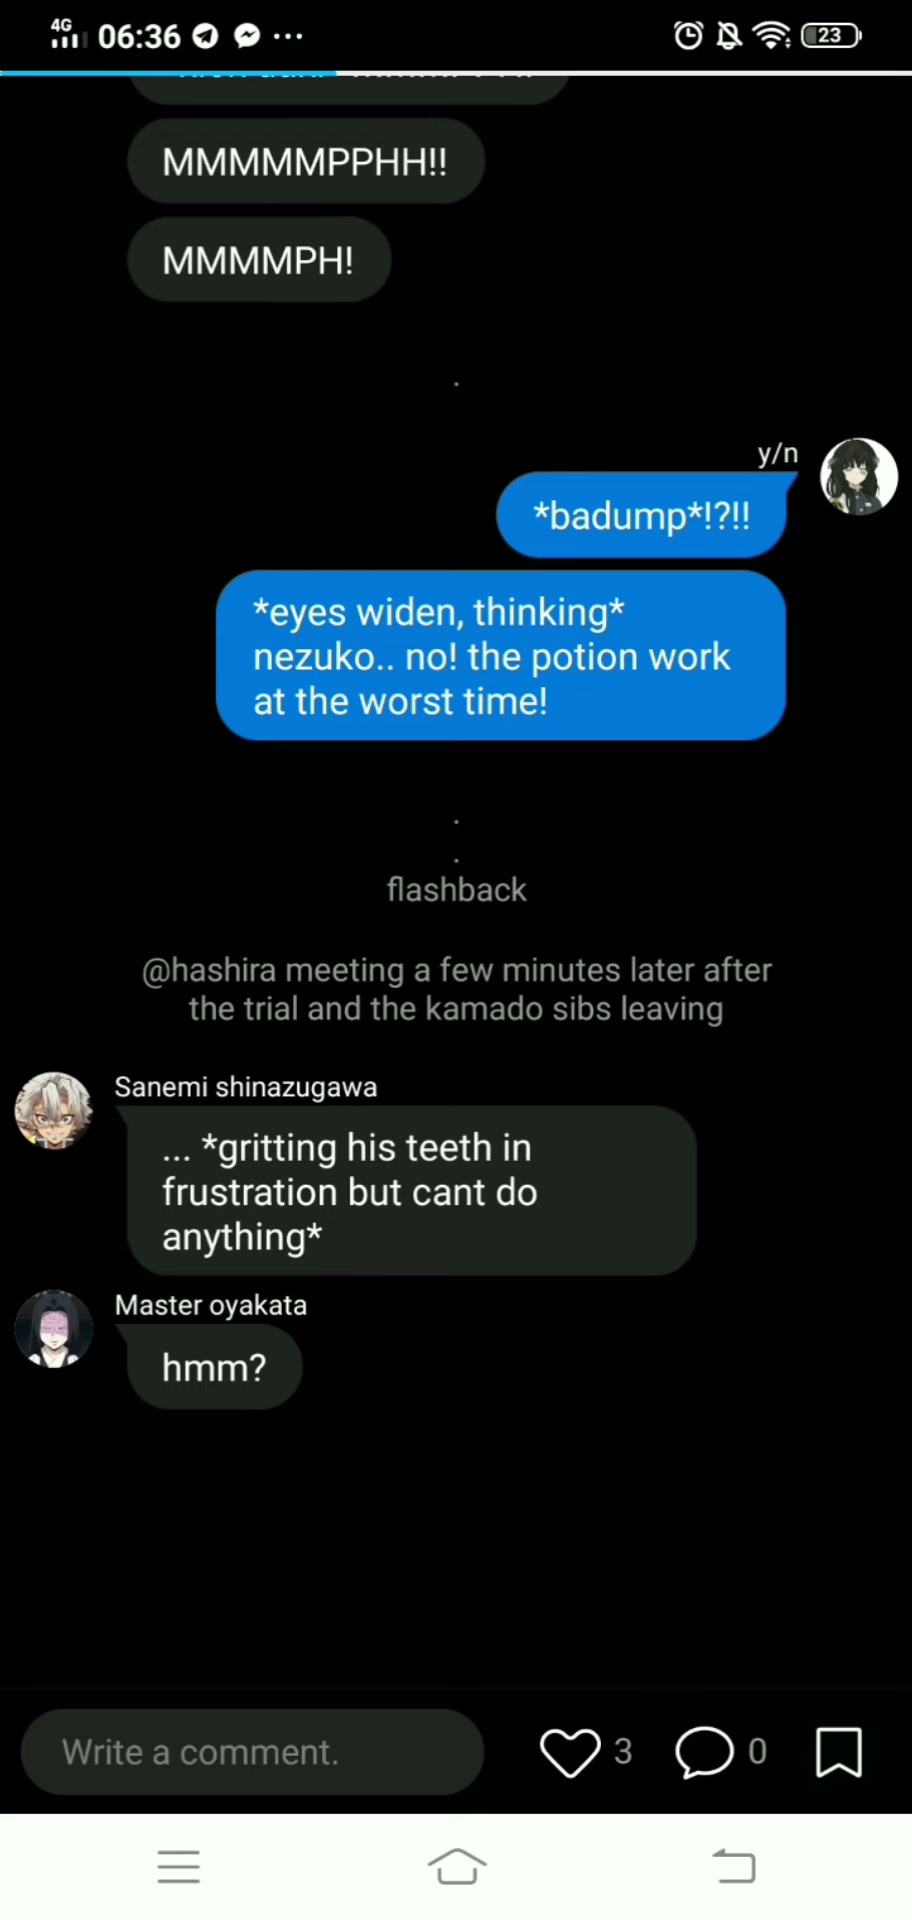 4G
06:36
23
MMMMMPPHH!!
MMMMPH!
.
y/n
*badump*!?!!
*eyes widen, thinking*
nezuko.. no! the potion work
at the worst time!
.
.
flashback
@hashira meeting a few minutes later after
the trial and the kamado sibs leaving
Sanemi shinazugawa
... *gritting his teeth in
frustration but cant do
anything*
Master oyakata
hmm?
Write a comment.
3
0